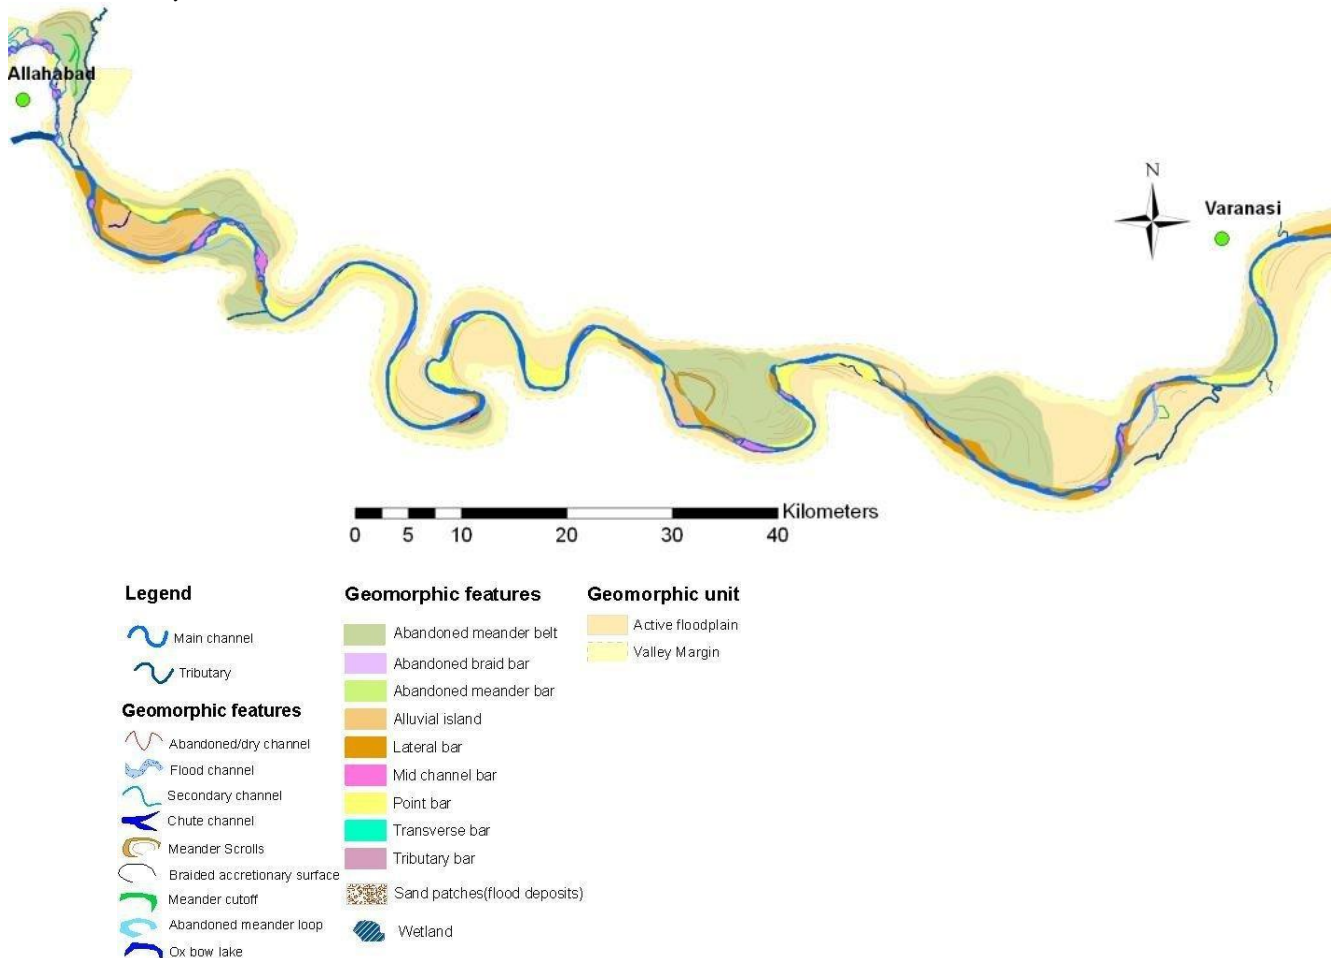 Allahabad
N
Varanasi
Kilometers
0 5 10 20 30 40
Legend
Main channel
Tributary
Geomorphic features
Abandoned/dry channel
Flood channel
Secondary channel
Chute channel
Meander Scrolls
Braided accretionary surface
Meander cutoff
Abandoned meander loop
Ox bow lake
Geomorphic features
Abandoned meander belt
Abandoned braid bar
Abandoned meander bar
Alluvial island
Lateral bar
Mid channel bar
Point bar
Transverse bar
Tributary bar
Sand patches(flood deposits)
Wetland
Geomorphic unit
Active floodplain
Valley Margin